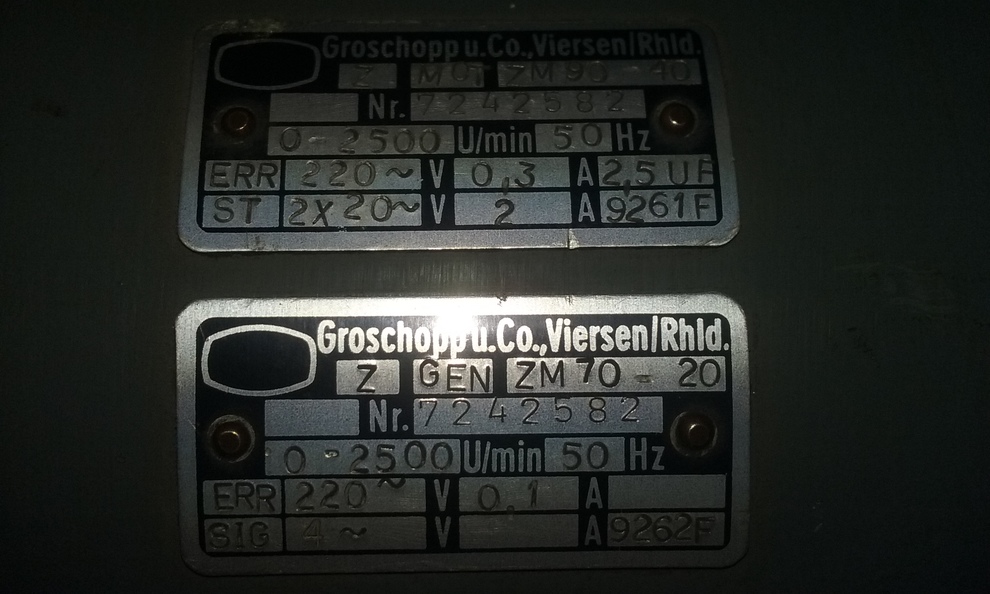 Groschopp u. Co., Viersen/Rhld.
Z MOT ZM 90 - 40
Nr. 7242582
0-2500 U/min 50 Hz
ERR 220~ V 0,3 A 2,5 UF
ST 2X20~ V 2 A 9261F
Groschopp u. Co., Viersen/Rhld.
Z GEN ZM 70 - 20
Nr. 7242582
0-2500 U/min 50 Hz
ERR 220~ V 0,1 A
SIG 4~ V A 9262F